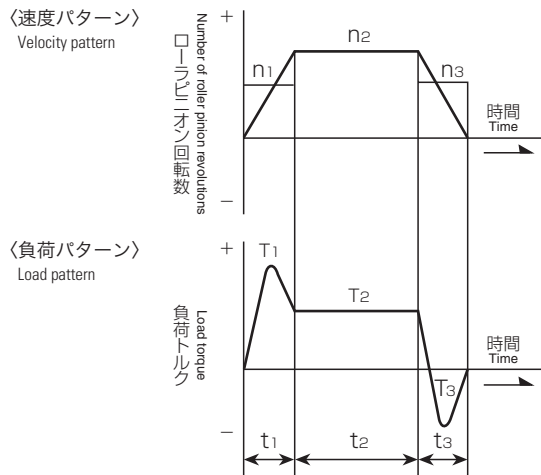 〈速度パターン〉
Velocity pattern
+
−
Number of roller pinion revolutions
ローラピニオン回転数
n1
n2
n3
時間
Time
〈負荷パターン〉
Load pattern
+
−
Load torque
負荷トルク
T1
T2
T3
時間
Time
t1
t2
t3